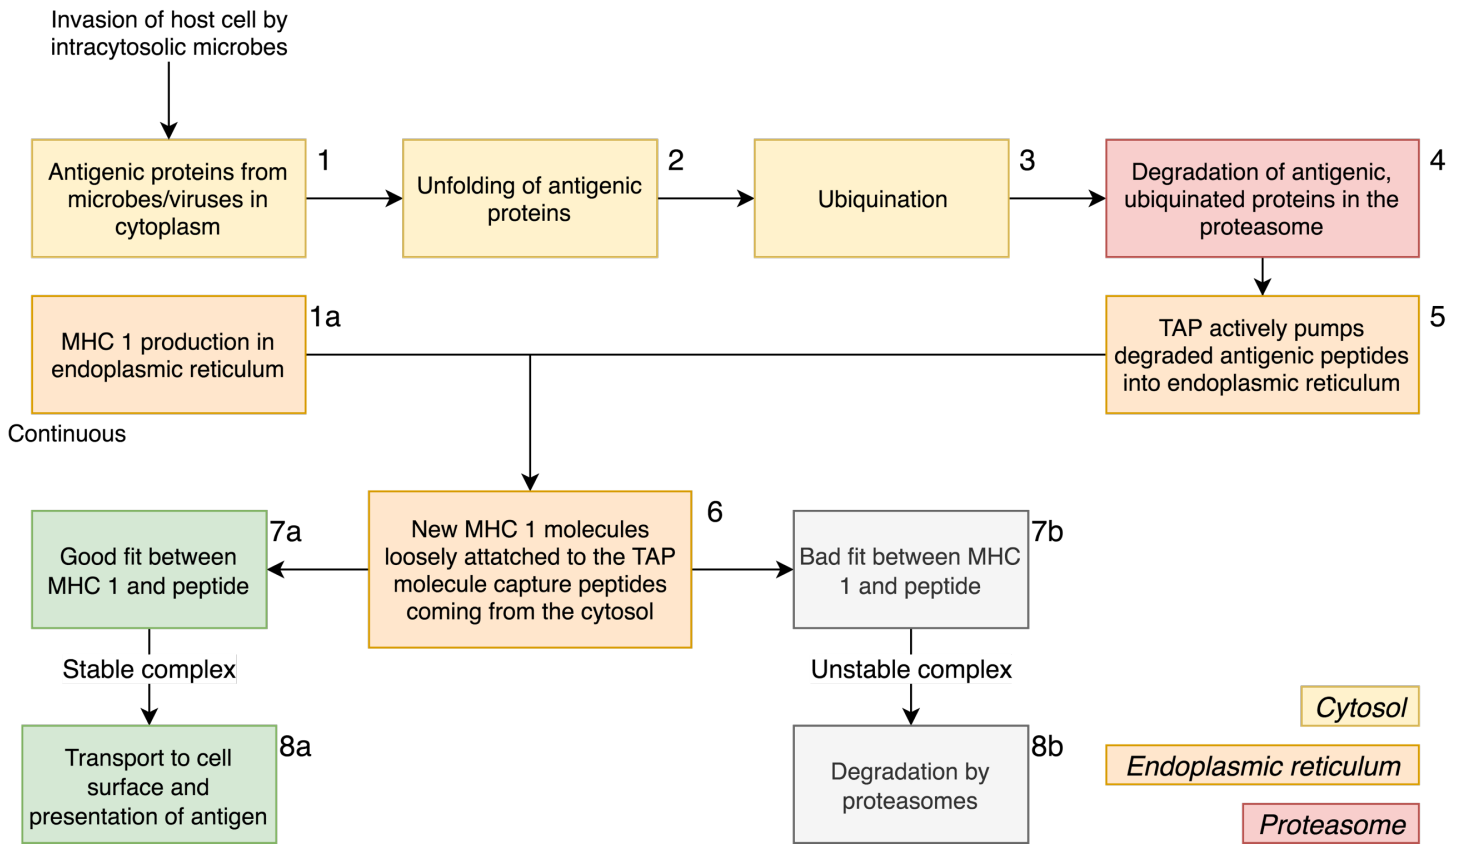 Invasion of host cell by
intracytosolic microbes
Antigenic proteins from
microbes/viruses in
cytoplasm
1
Unfolding of antigenic
proteins
2
Ubiquination
3
Degradation of antigenic,
ubiquinated proteins in the
proteasome
4
MHC 1 production in
endoplasmic reticulum
1a
Continuous
TAP actively pumps
degraded antigenic peptides
into endoplasmic reticulum
5
New MHC 1 molecules
loosely attatched to the TAP
molecule capture peptides
coming from the cytosol
6
Good fit between
MHC 1 and peptide
7a
Bad fit between MHC
1 and peptide
7b
Stable complex
Unstable complex
Transport to cell
surface and
presentation of antigen
8a
Degradation by
proteasomes
8b
Cytosol
Endoplasmic reticulum
Proteasome